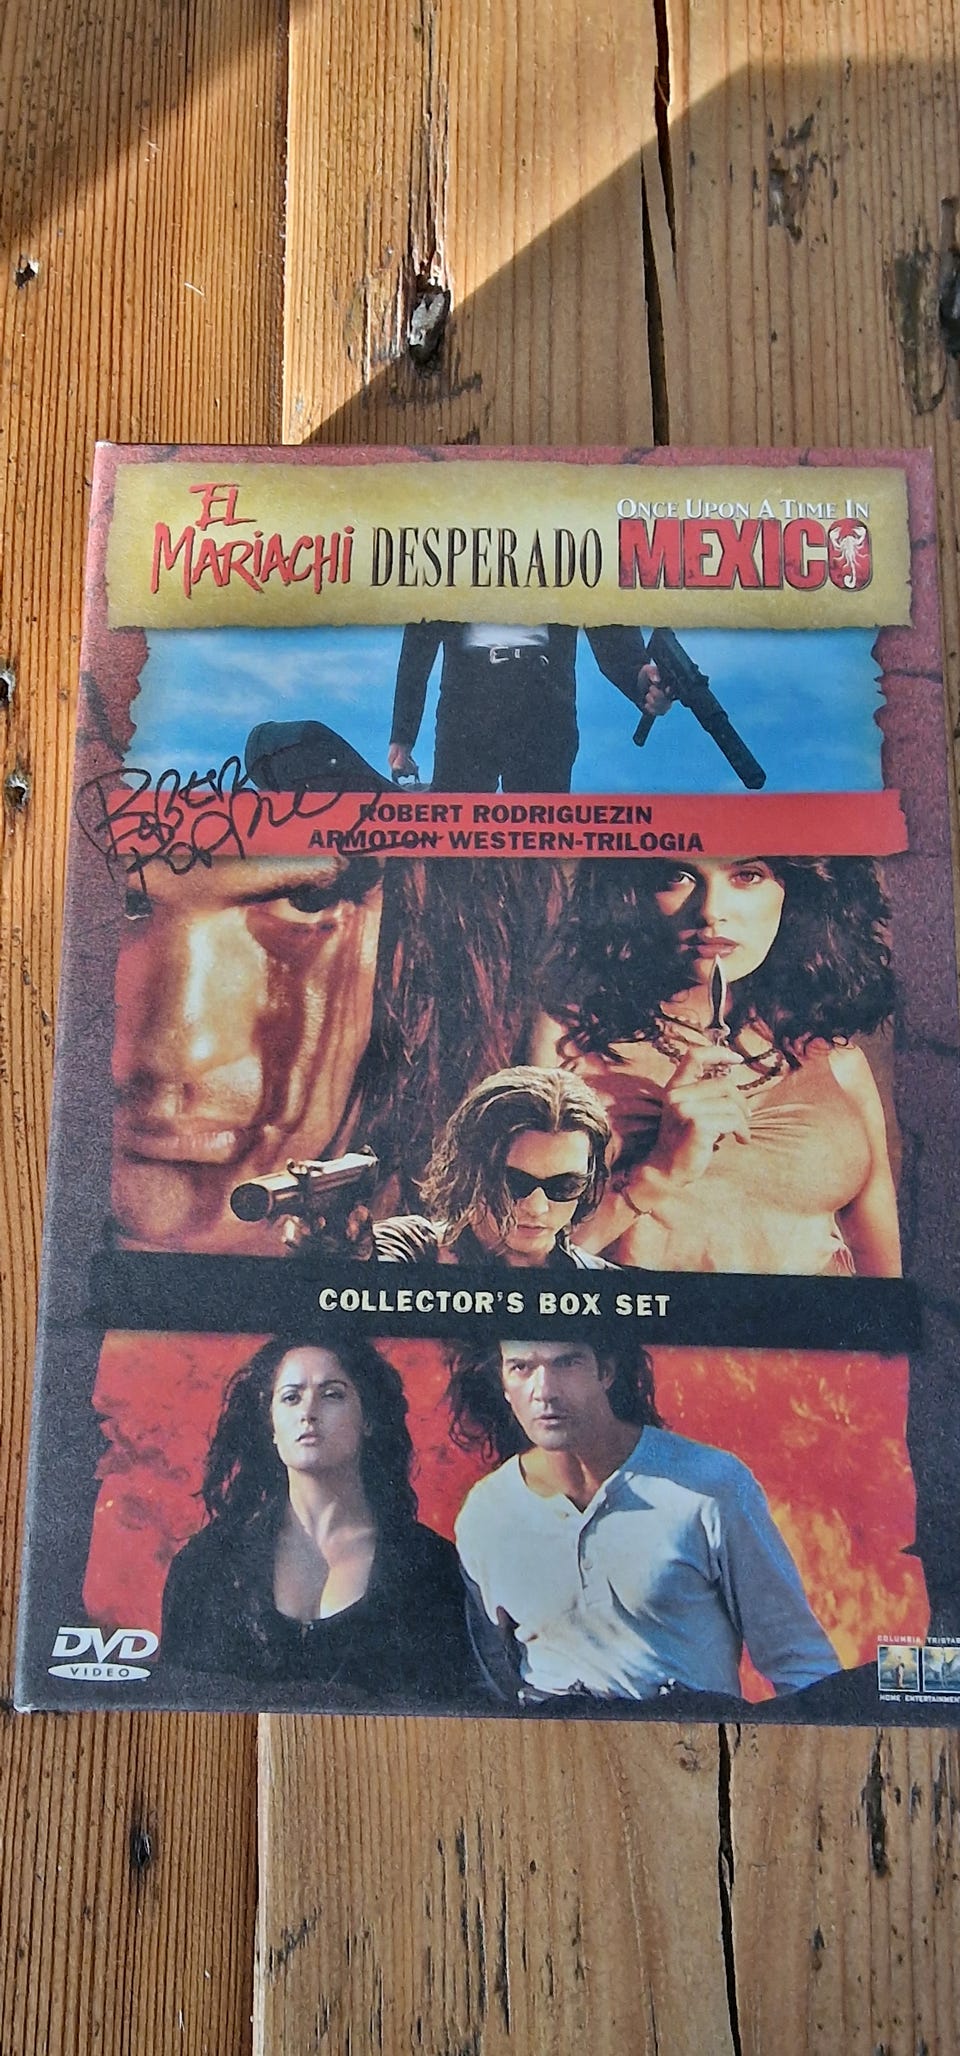 EL
MARIACHI
DESPERADO
ONCE UPON A TIME IN
MEXICO
ROBERT RODRIGUEZIN
ARMOTON WESTERN-TRILOGIA
COLLECTOR'S BOX SET
DVD
VIDEO
COLUMBIA TRISTAR
HOME ENTERTAINMENT